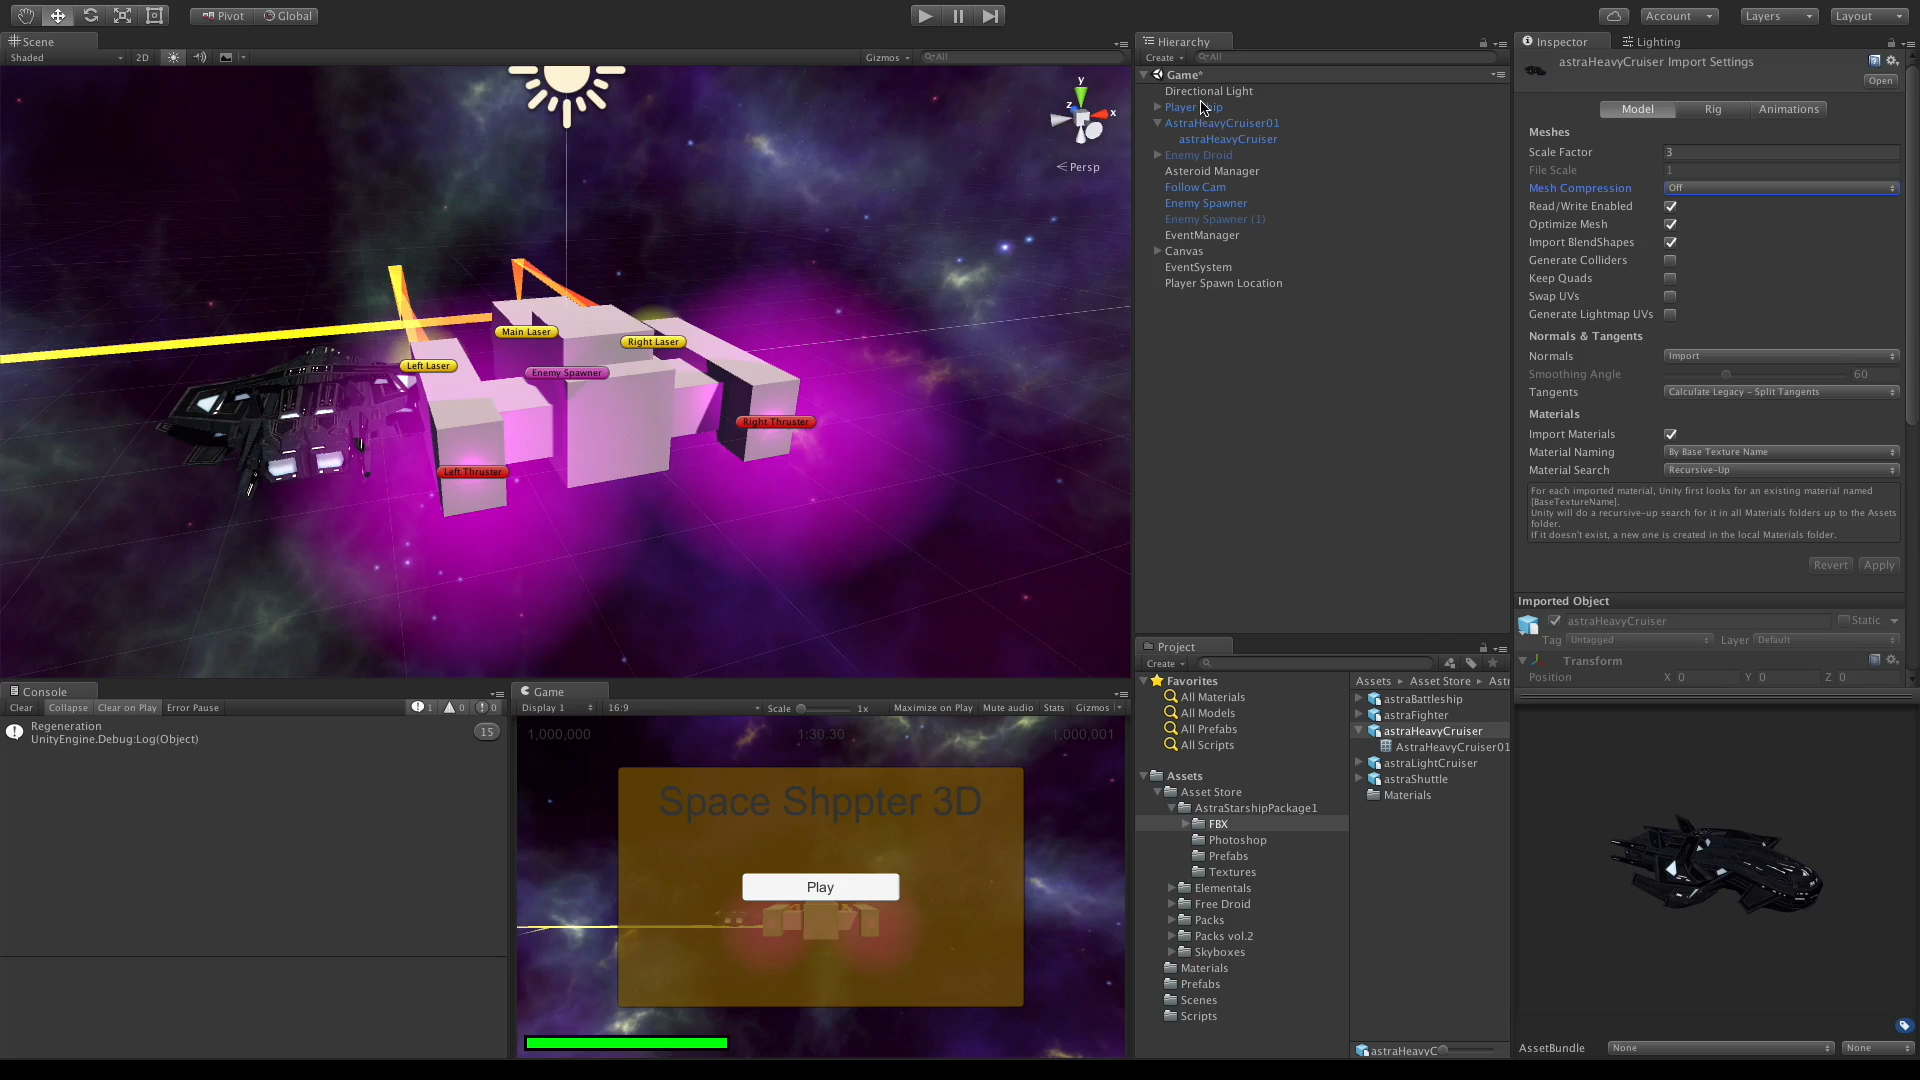 Pivot
Global
Account
Layers
Layout
Scene
Shaded
2D
Gizmos
All
y
z
x
Persp
Main Laser
Right Laser
Left Laser
Enemy Spawner
Right Thruster
Left Thruster
Hierarchy
Create
All
Game*
Directional Light
AstraHeavyCruiser01
astraHeavyCruiser
Enemy Droid
Asteroid Manager
Follow Cam
Enemy Spawner
Enemy Spawner (1)
EventManager
Canvas
EventSystem
Player Spawn Location
Inspector
Lighting
astraHeavyCruiser Import Settings
Open
Model
Rig
Animations
Meshes
Scale Factor
3
File Scale
1
Mesh Compression
Off
Read/Write Enabled
Optimize Mesh
Import BlendShapes
Generate Colliders
Keep Quads
Swap UVs
Generate Lightmap UVs
Normals & Tangents
Normals
Import
Smoothing Angle
60
Tangents
Calculate Legacy - Split Tangents
Materials
Import Materials
Material Naming
By Base Texture Name
Material Search
Recursive-Up
For each imported material, Unity first looks for an existing material named
[BaseTextureName].
Unity will do a recursive-up search for it in all Materials folders up to the Assets
folder.
If it doesn't exist, a new one is created in the local Materials folder.
Revert
Apply
Imported Object
astraHeavyCruiser
Static
Tag
Untagged
Layer
Default
Transform
Position
X 0
Y 0
Z 0
AssetBundle
None
None
Console
Clear
Collapse
Clear on Play
Error Pause
1
0
0
Regeneration
UnityEngine.Debug:Log(Object)
15
Game
Display 1
16:9
Scale
1x
Maximize on Play
Mute audio
Stats
Gizmos
1,000,000
1:30.30
1,000,001
Space Shppter 3D
Play
Project
Create
Favorites
All Materials
All Models
All Prefabs
All Scripts
Assets
Asset Store
AstraStarshipPackage1
FBX
Photoshop
Prefabs
Textures
Elementals
Free Droid
Packs
Packs vol.2
Skyboxes
Materials
Prefabs
Scenes
Scripts
Assets
Asset Store
Astr
astraBattleship
astraFighter
astraHeavyCruiser
AstraHeavyCruiser01
astraLightCruiser
astraShuttle
Materials
astraHeavyC